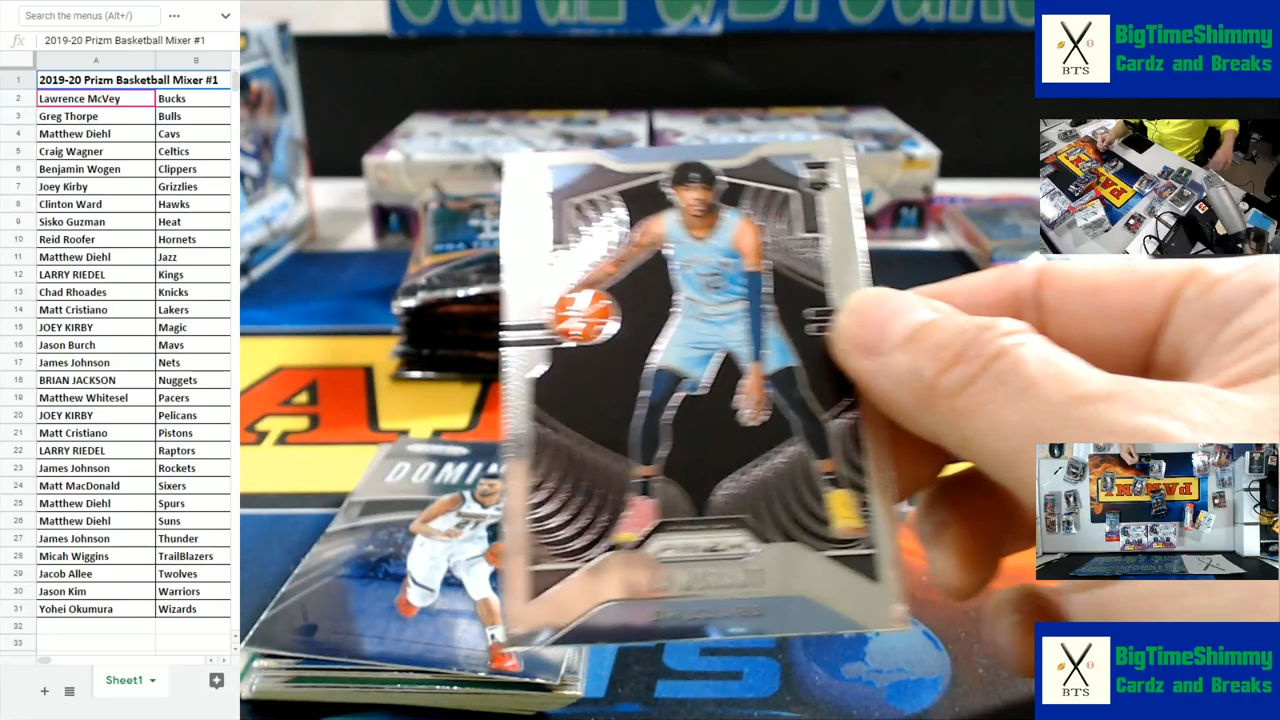 Search the menus (Alt+/)
fx 2019-20 Prizm Basketball Mixer #1
A B
1 2019-20 Prizm Basketball Mixer #1
2 Lawrence McVey Bucks
3 Greg Thorpe Bulls
4 Matthew Diehl Cavs
5 Craig Wagner Celtics
6 Benjamin Wogen Clippers
7 Joey Kirby Grizzlies
8 Clinton Ward Hawks
9 Sisko Guzman Heat
10 Reid Roofer Hornets
11 Matthew Diehl Jazz
12 LARRY RIEDEL Kings
13 Chad Rhoades Knicks
14 Matt Cristiano Lakers
15 JOEY KIRBY Magic
16 Jason Burch Mavs
17 James Johnson Nets
18 BRIAN JACKSON Nuggets
19 Matthew Whitesel Pacers
20 JOEY KIRBY Pelicans
21 Matt Cristiano Pistons
22 LARRY RIEDEL Raptors
23 James Johnson Rockets
24 Matt MacDonald Sixers
25 Matthew Diehl Spurs
26 Matthew Diehl Suns
27 James Johnson Thunder
28 Micah Wiggins TrailBlazers
29 Jacob Allee Twolves
30 Jason Kim Warriors
31 Yohei Okumura Wizards
32
33
Sheet1
DOMIN
BTS
BigTimeShimmy
Cardz and Breaks
PANINI
BTS
BigTimeShimmy
Cardz and Breaks